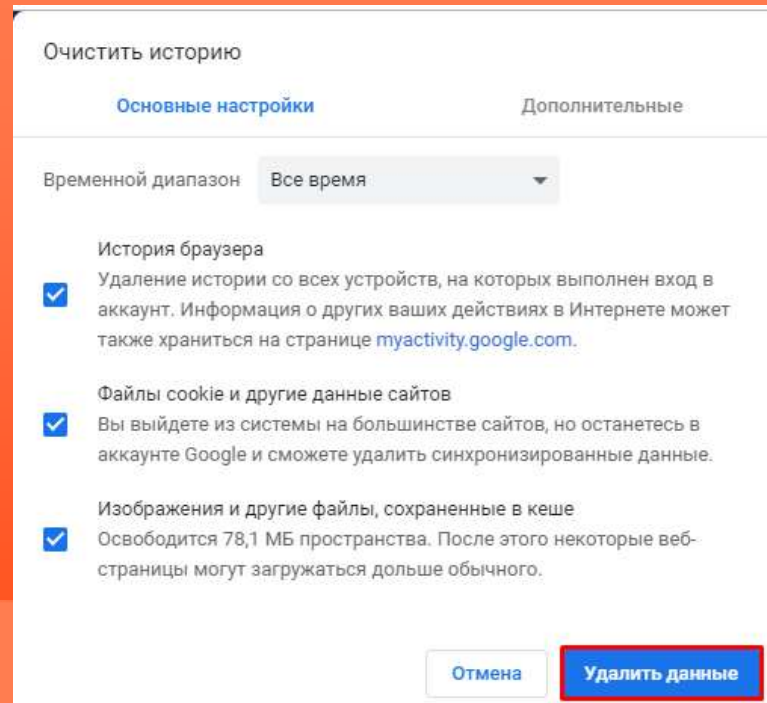 Очистить историю
Основные настройки Дополнительные
Временной диапазон Все время
История браузера
Удаление истории со всех устройств, на которых выполнен вход в
аккаунт. Информация о других ваших действиях в Интернете может
также храниться на странице myactivity.google.com.
Файлы cookie и другие данные сайтов
Вы выйдете из системы на большинстве сайтов, но останетесь в
аккаунте Google и сможете удалить синхронизированные данные.
Изображения и другие файлы, сохраненные в кеше
Освободится 78,1 МБ пространства. После этого некоторые веб-
страницы могут загружаться дольше обычного.
Отмена Удалить данные